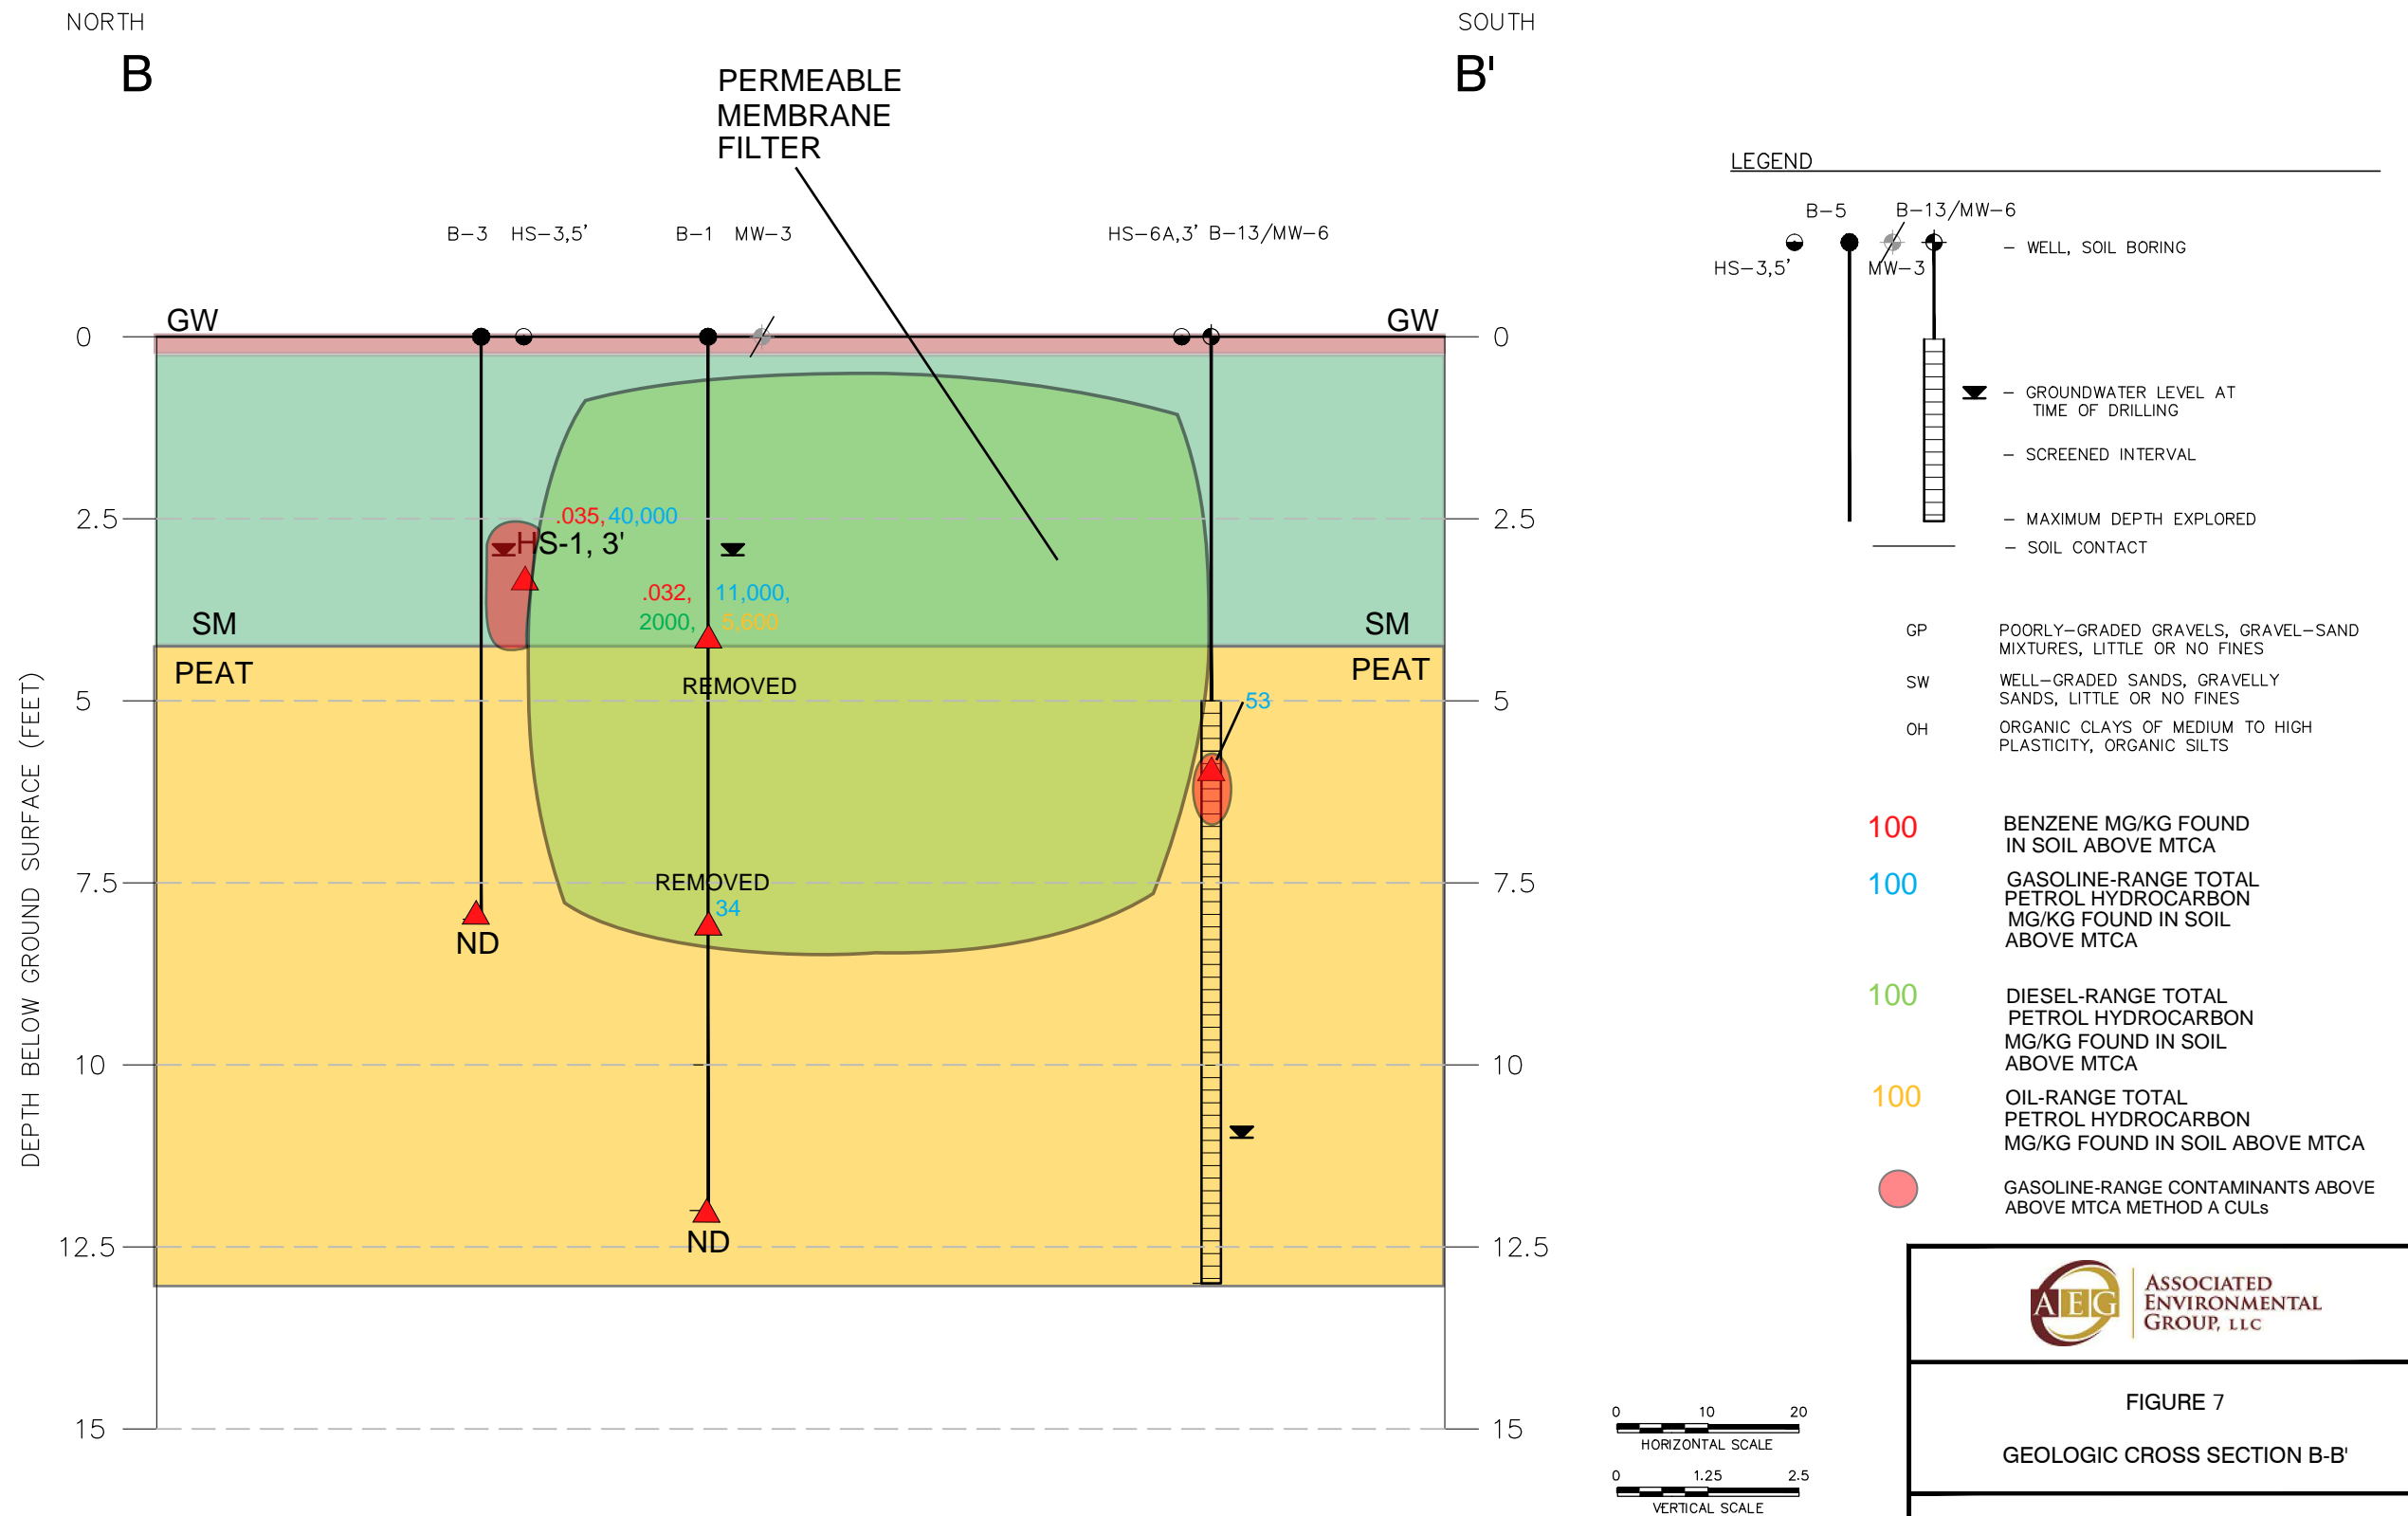 NORTH
SOUTH
B
B'
PERMEABLE
MEMBRANE
FILTER
B-3 HS-3,5' B-1 MW-3 HS-6A,3' B-13/MW-6
GW GW
0 0
2.5 2.5
.035, 40,000
HS-1, 3'
.032, 11,000,
2000, 5,600
SM SM
PEAT PEAT
REMOVED
5 5
53
REMOVED
7.5 7.5
34
ND
10 10
ND
12.5 12.5
15 15
DEPTH BELOW GROUND SURFACE (FEET)
LEGEND
B-5 B-13/MW-6
HS-3,5' MW-3
- WELL, SOIL BORING
- GROUNDWATER LEVEL AT
TIME OF DRILLING
- SCREENED INTERVAL
- MAXIMUM DEPTH EXPLORED
- SOIL CONTACT
GP POORLY-GRADED GRAVELS, GRAVEL-SAND
MIXTURES, LITTLE OR NO FINES
SW WELL-GRADED SANDS, GRAVELLY
SANDS, LITTLE OR NO FINES
OH ORGANIC CLAYS OF MEDIUM TO HIGH
PLASTICITY, ORGANIC SILTS
100 BENZENE MG/KG FOUND
IN SOIL ABOVE MTCA
100 GASOLINE-RANGE TOTAL
PETROL HYDROCARBON
MG/KG FOUND IN SOIL
ABOVE MTCA
100 DIESEL-RANGE TOTAL
PETROL HYDROCARBON
MG/KG FOUND IN SOIL
ABOVE MTCA
100 OIL-RANGE TOTAL
PETROL HYDROCARBON
MG/KG FOUND IN SOIL ABOVE MTCA
GASOLINE-RANGE CONTAMINANTS ABOVE
ABOVE MTCA METHOD A CULs
AEG
ASSOCIATED
ENVIRONMENTAL
GROUP, LLC
FIGURE 7
GEOLOGIC CROSS SECTION B-B'
0 10 20
HORIZONTAL SCALE
0 1.25 2.5
VERTICAL SCALE